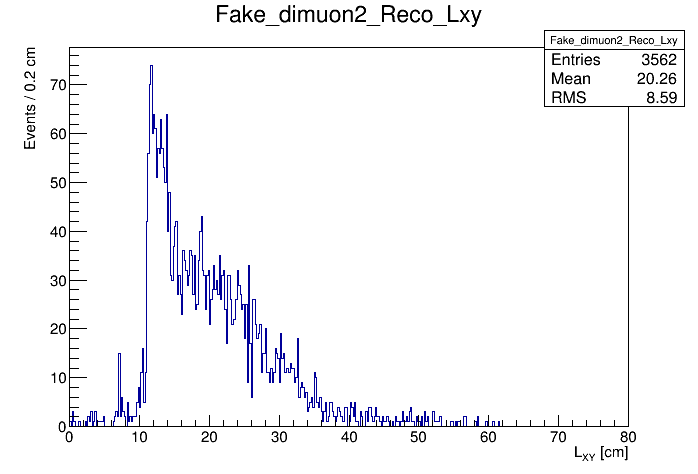 Fake_dimuon2_Reco_Lxy
Fake_dimuon2_Reco_Lxy
Entries 3562
Mean 20.26
RMS 8.59
Events / 0.2 cm
70
60
50
40
30
20
10
0
0 10 20 30 40 50 60 70 80
L_XY [cm]